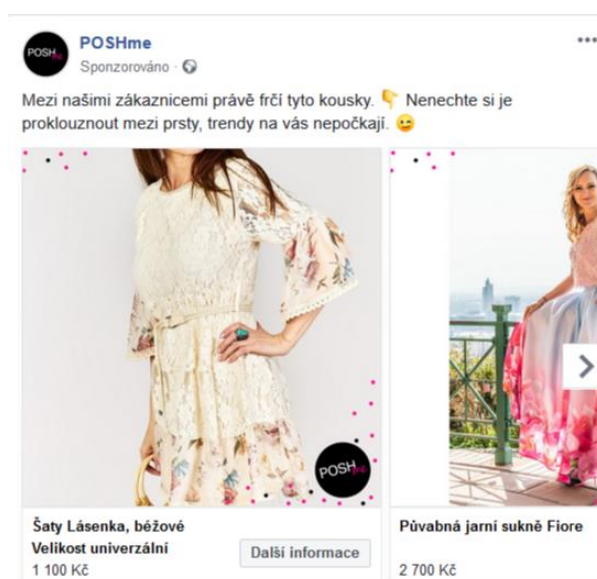 POSHme
POSHme
Sponzorováno ·
Mezi našimi zákaznicemi právě frčí tyto kousky. 👇 Nenechte si je
proklouznout mezi prsty, trendy na vás nepočkají. 😉
POSHme
Šaty Lásenka, béžové
Velikost univerzální
1 100 Kč
Další informace
Půvabná jarní sukně Fiore
2 700 Kč